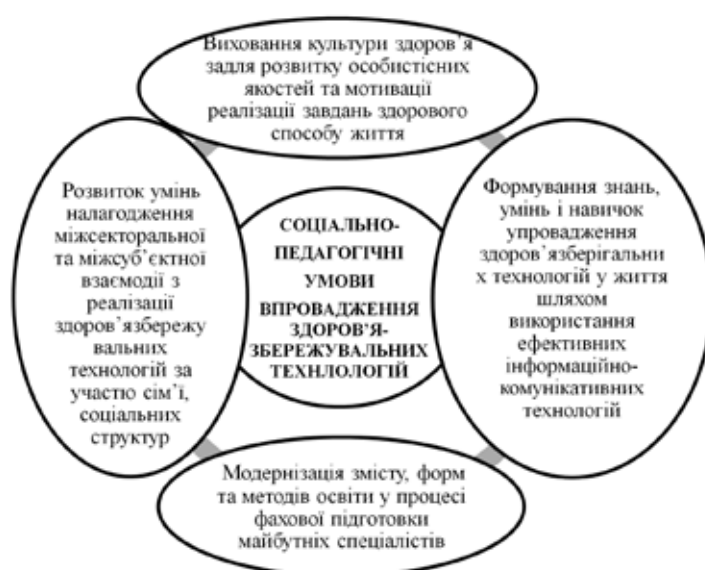 Виховання культури здоров’я
задля розвитку особистісних
якостей та мотивації
реалізації завдань здорового
способу життя
Розвиток умінь
налагодження
міжсекторальної
та міжсуб’єктної
взаємодії з
реалізації
здоров’язбережу
вальних
технологій за
участю сім’ї,
соціальних
структур
СОЦІАЛЬНО-
ПЕДАГОГІЧНІ
УМОВИ
ВПРОВАДЖЕННЯ
ЗДОРОВ’Я-
ЗБЕРЕЖУВАЛЬНИХ
ТЕХНЛОЛОГІЙ
Формування знань,
умінь і навичок
упровадження
здоров’язберігальни
х технологій у життя
шляхом
використання
ефективних
інформаційно-
комунікативних
технологій
Модернізація змісту, форм
та методів освіти у процесі
фахової підготовки
майбутніх спеціалістів